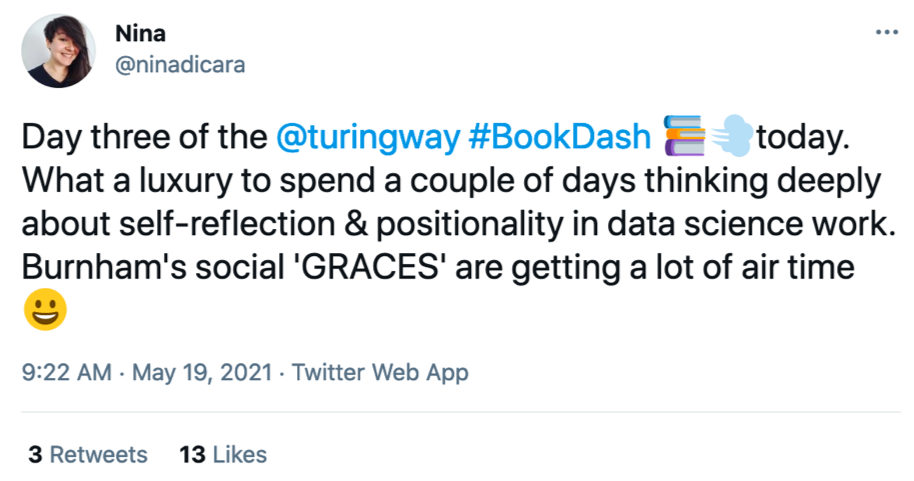 Nina
@ninadicara
Day three of the @turingway #BookDash 📚💨today.
What a luxury to spend a couple of days thinking deeply
about self-reflection & positionality in data science work.
Burnham's social 'GRACES' are getting a lot of air time
😀
9:22 AM · May 19, 2021 · Twitter Web App
3 Retweets 13 Likes